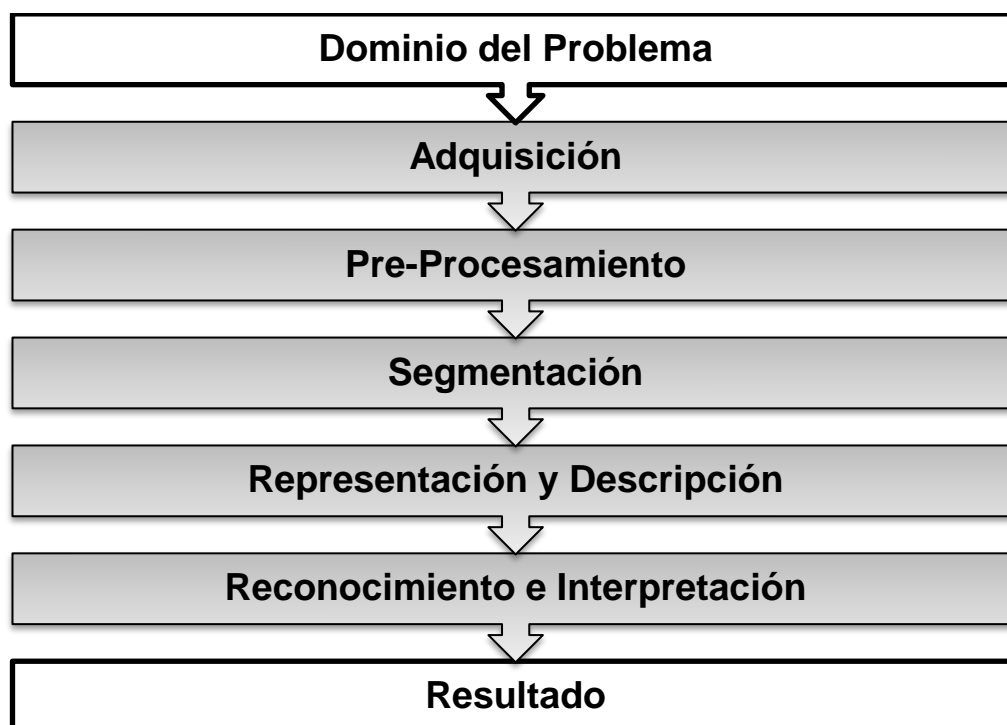 Dominio del Problema
Adquisición
Pre-Procesamiento
Segmentación
Representación y Descripción
Reconocimiento e Interpretación
Resultado